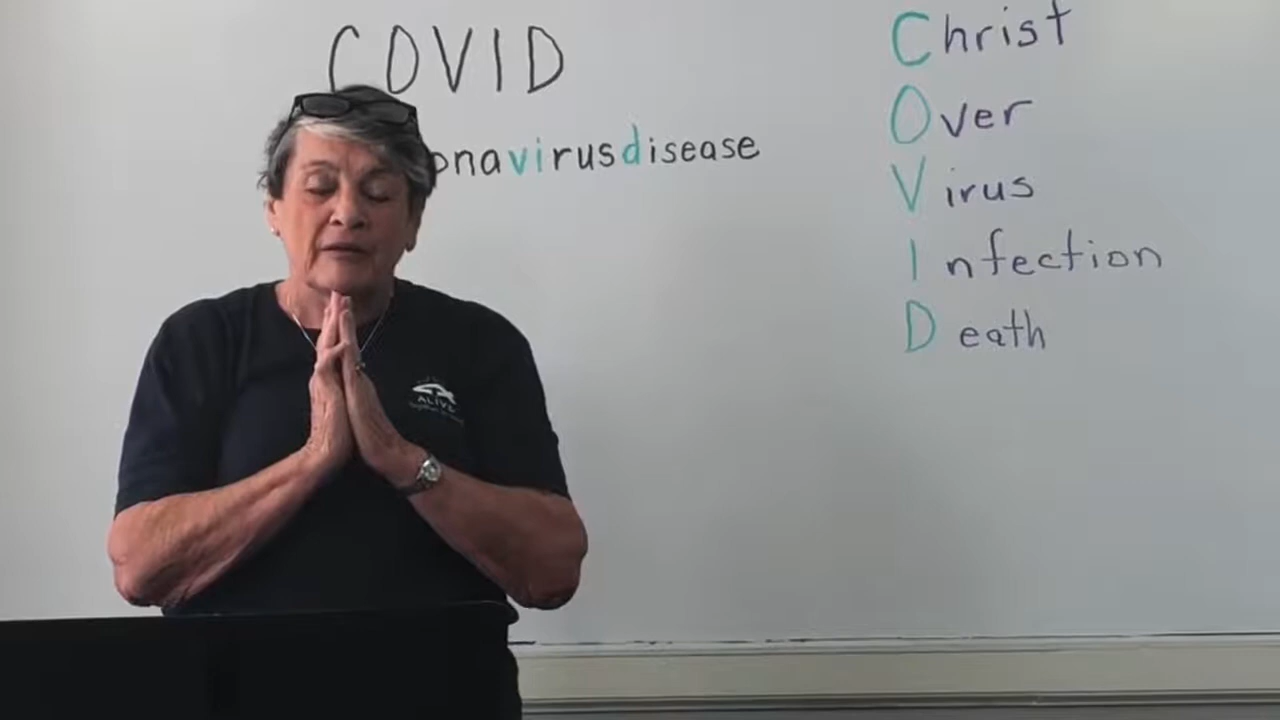 COVID
onavirusdisease
Christ
Over
Virus
Infection
Death
ALIVE